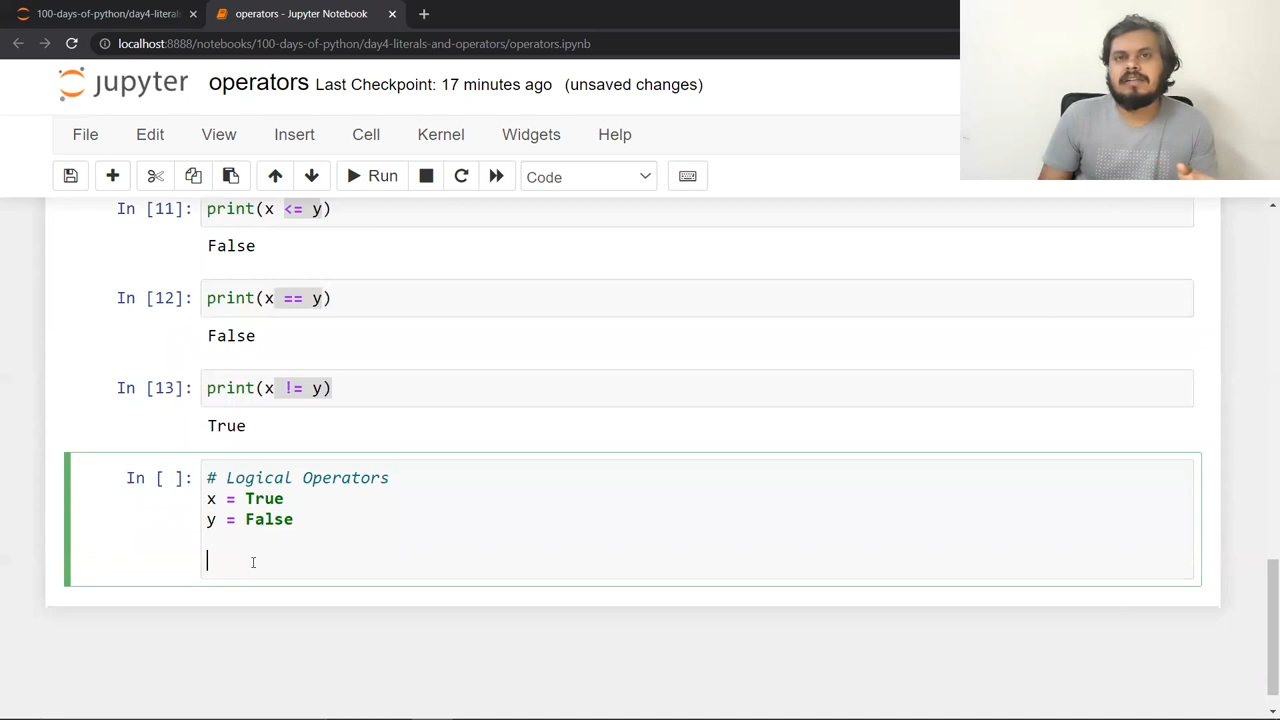 100-days-of-python/day4-literals
operators - Jupyter Notebook
localhost:8888/notebooks/100-days-of-python/day4-literals-and-operators/operators.ipynb
jupyter operators Last Checkpoint: 17 minutes ago (unsaved changes)
File Edit View Insert Cell Kernel Widgets Help
Run Code
In [11]: print(x <= y)
False
In [12]: print(x == y)
False
In [13]: print(x != y)
True
In [ ]: # Logical Operators
x = True
y = False